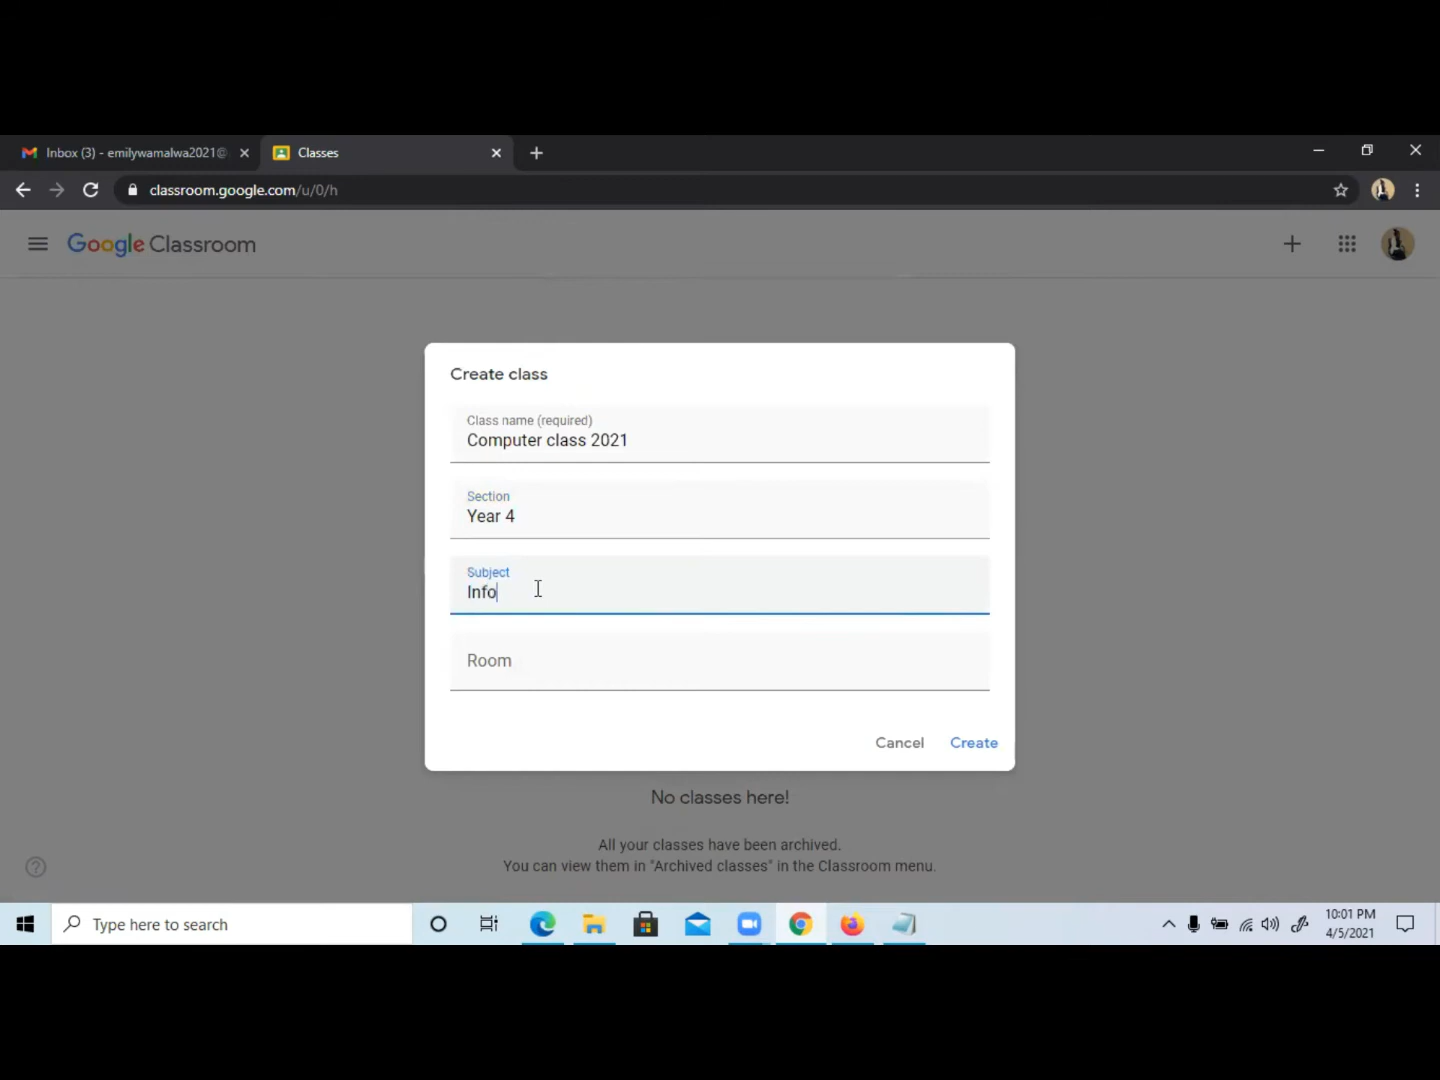 Inbox (3) - emilywamalwa2021@
Classes
classroom.google.com/u/0/h
Google Classroom
Create class
Class name (required)
Computer class 2021
Section
Year 4
Subject
Info
Room
Cancel
Create
No classes here!
All your classes have been archived.
You can view them in "Archived classes" in the Classroom menu.
Type here to search
10:01 PM
4/5/2021